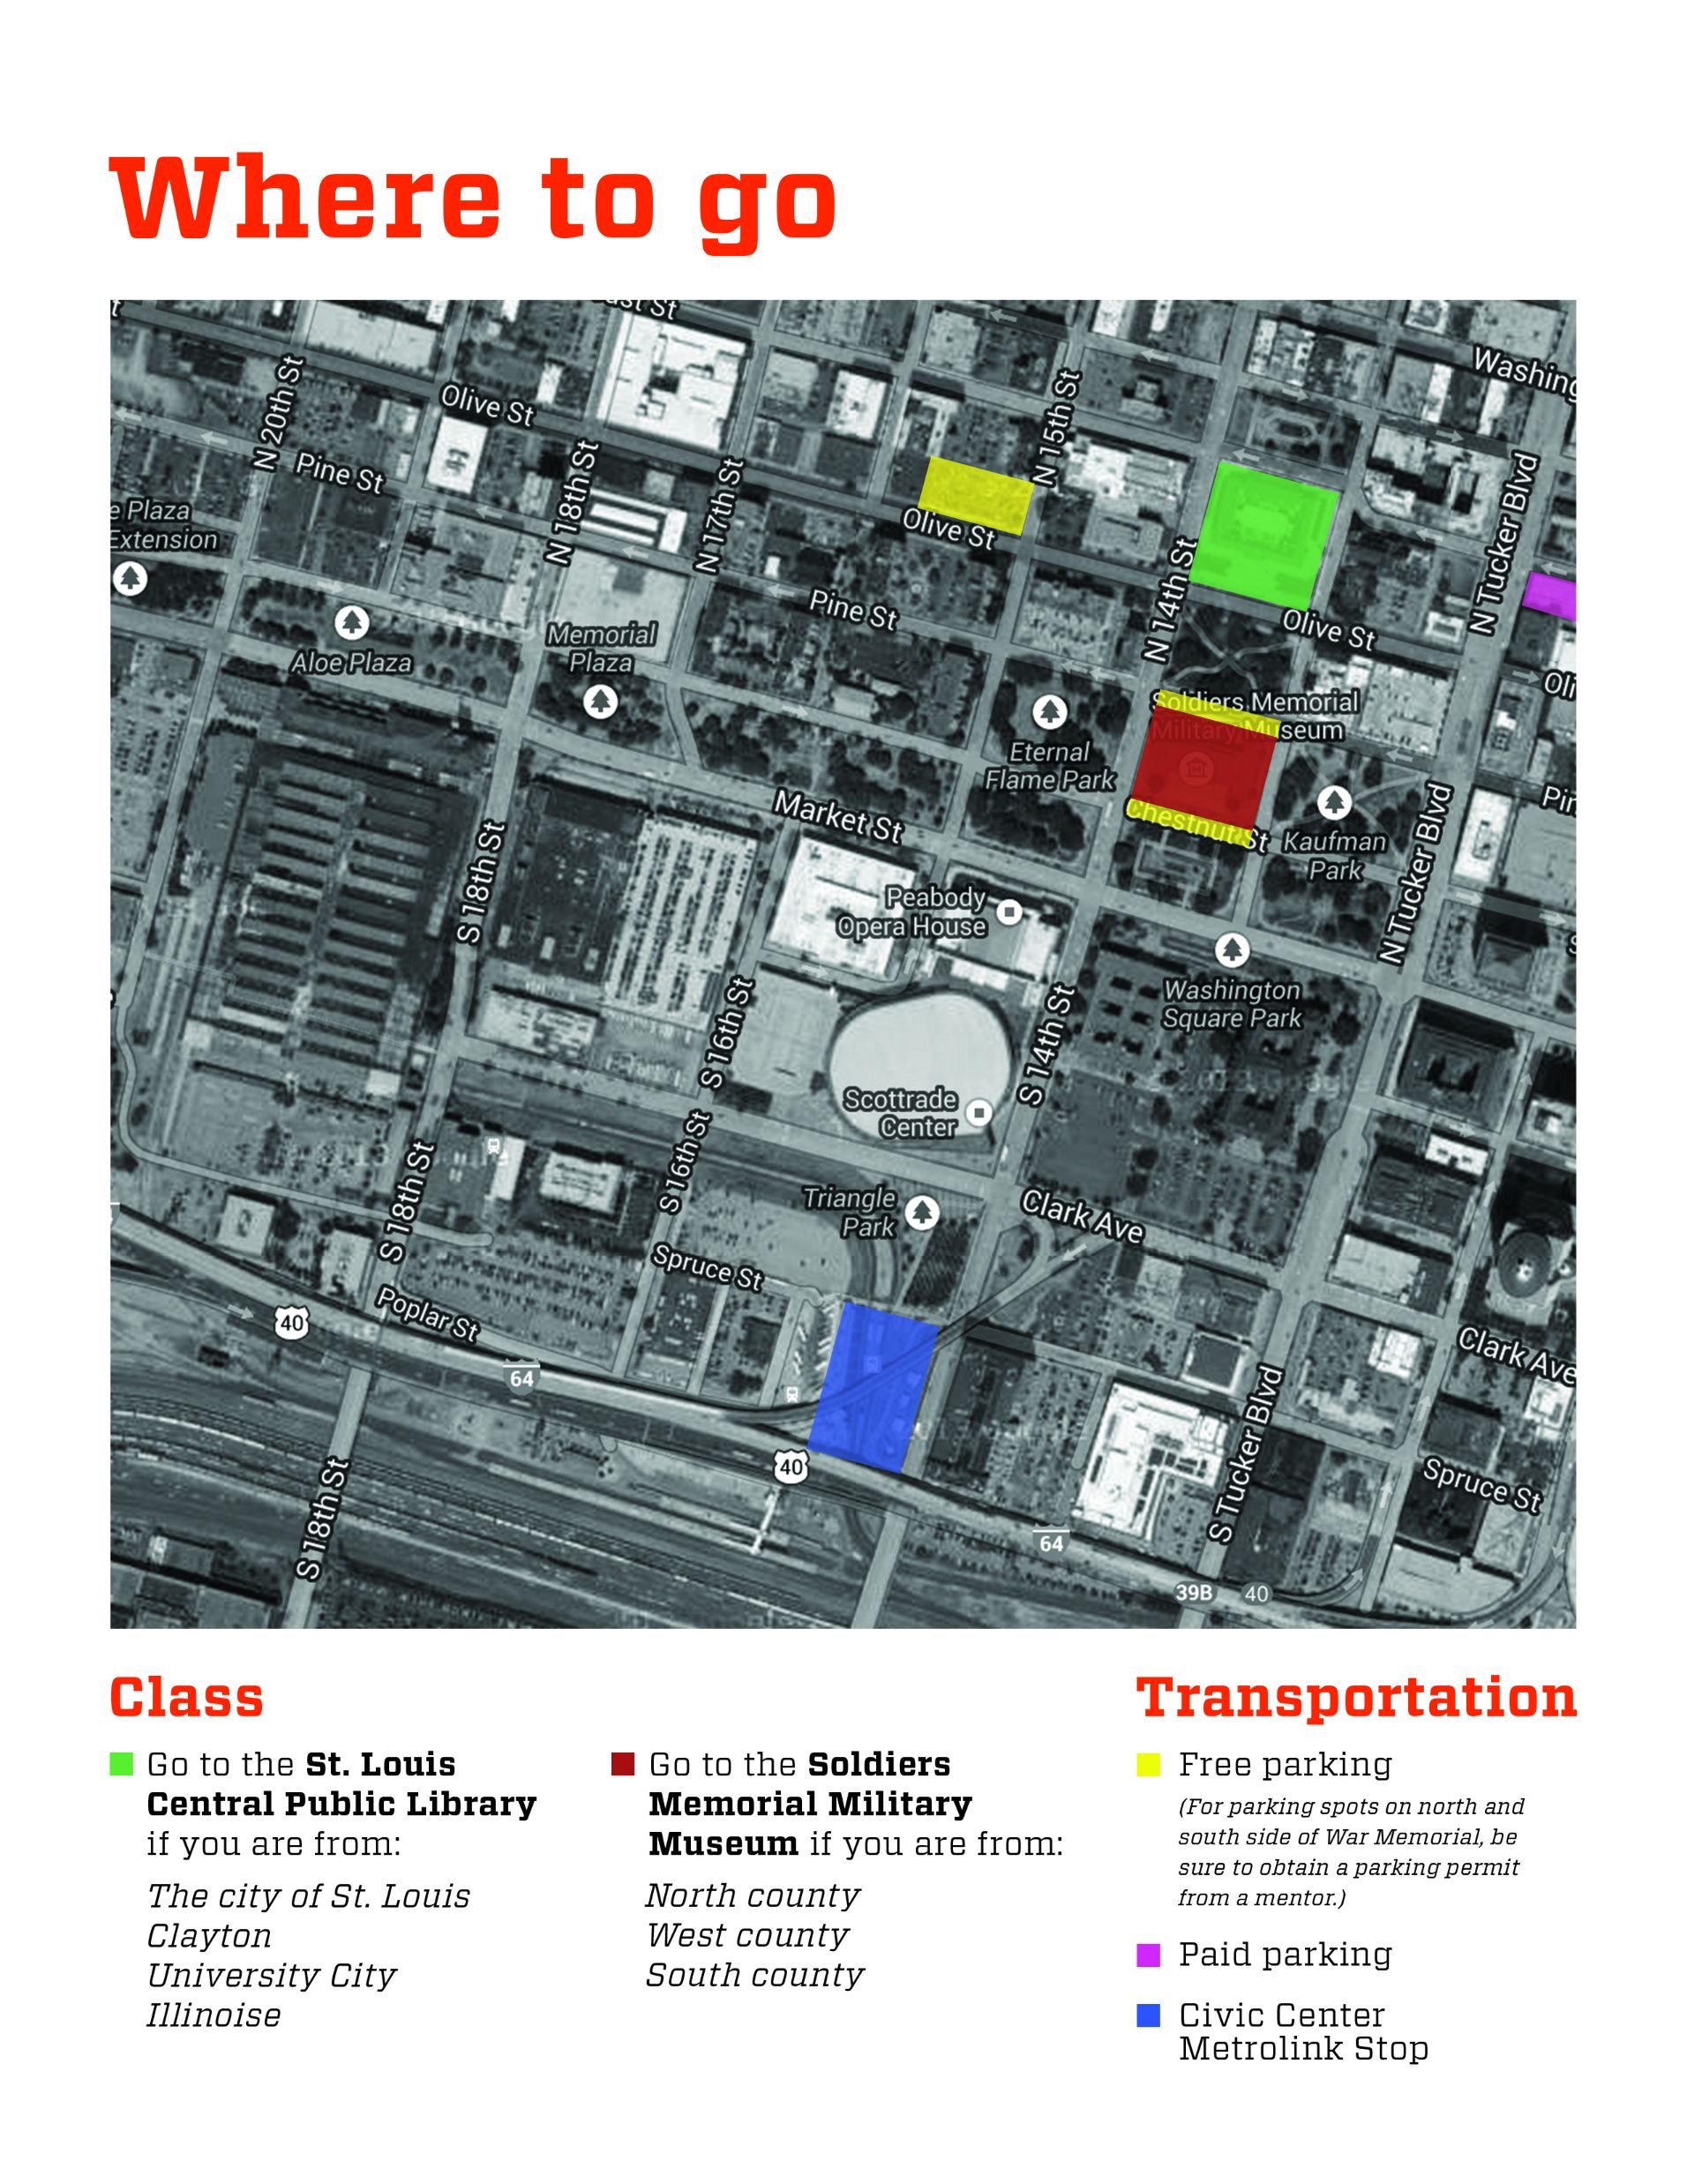 Where to go
Washing
N 20th St
Olive St
N 15th St
Pine St
N 18th St
N 17th St
N Tucker Blvd
e Plaza
Extension
Olive St
N 14th St
Pine St
Olive St
Memorial
Plaza
Aloe Plaza
Oli
Soldiers Memorial
Military Museum
Eternal
Flame Park
Market St
Chestnut St
Kaufman
Park
Pin
N Tucker Blvd
S 18th St
Peabody
Opera House
Washington
Square Park
S 16th St
S 14th St
Scottrade
Center
S 16th St
S 18th St
Triangle
Park
Clark Ave
Spruce St
Poplar St
40
64
Clark Ave
S Tucker Blvd
40
Spruce St
S 18th St
64
39B
40
Class
Go to the St. Louis
Central Public Library
if you are from:
The city of St. Louis
Clayton
University City
Illinoise
Go to the Soldiers
Memorial Military
Museum if you are from:
North county
West county
South county
Transportation
Free parking
(For parking spots on north and
south side of War Memorial, be
sure to obtain a parking permit
from a mentor.)
Paid parking
Civic Center
Metrolink Stop